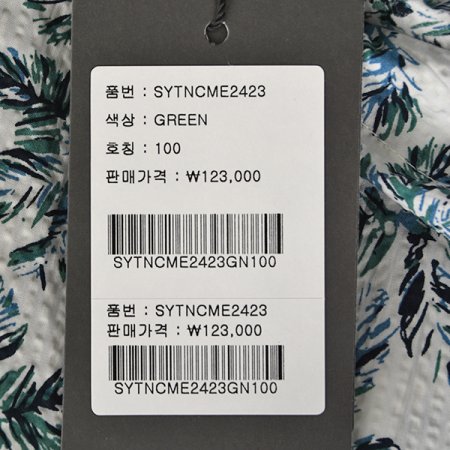 품번 : SYTNCME2423
색상 : GREEN
호칭 : 100
판매가격 : ₩123,000
SYTNCME2423GN100
품번 : SYTNCME2423
판매가격 : ₩123,000
SYTNCME2423GN100